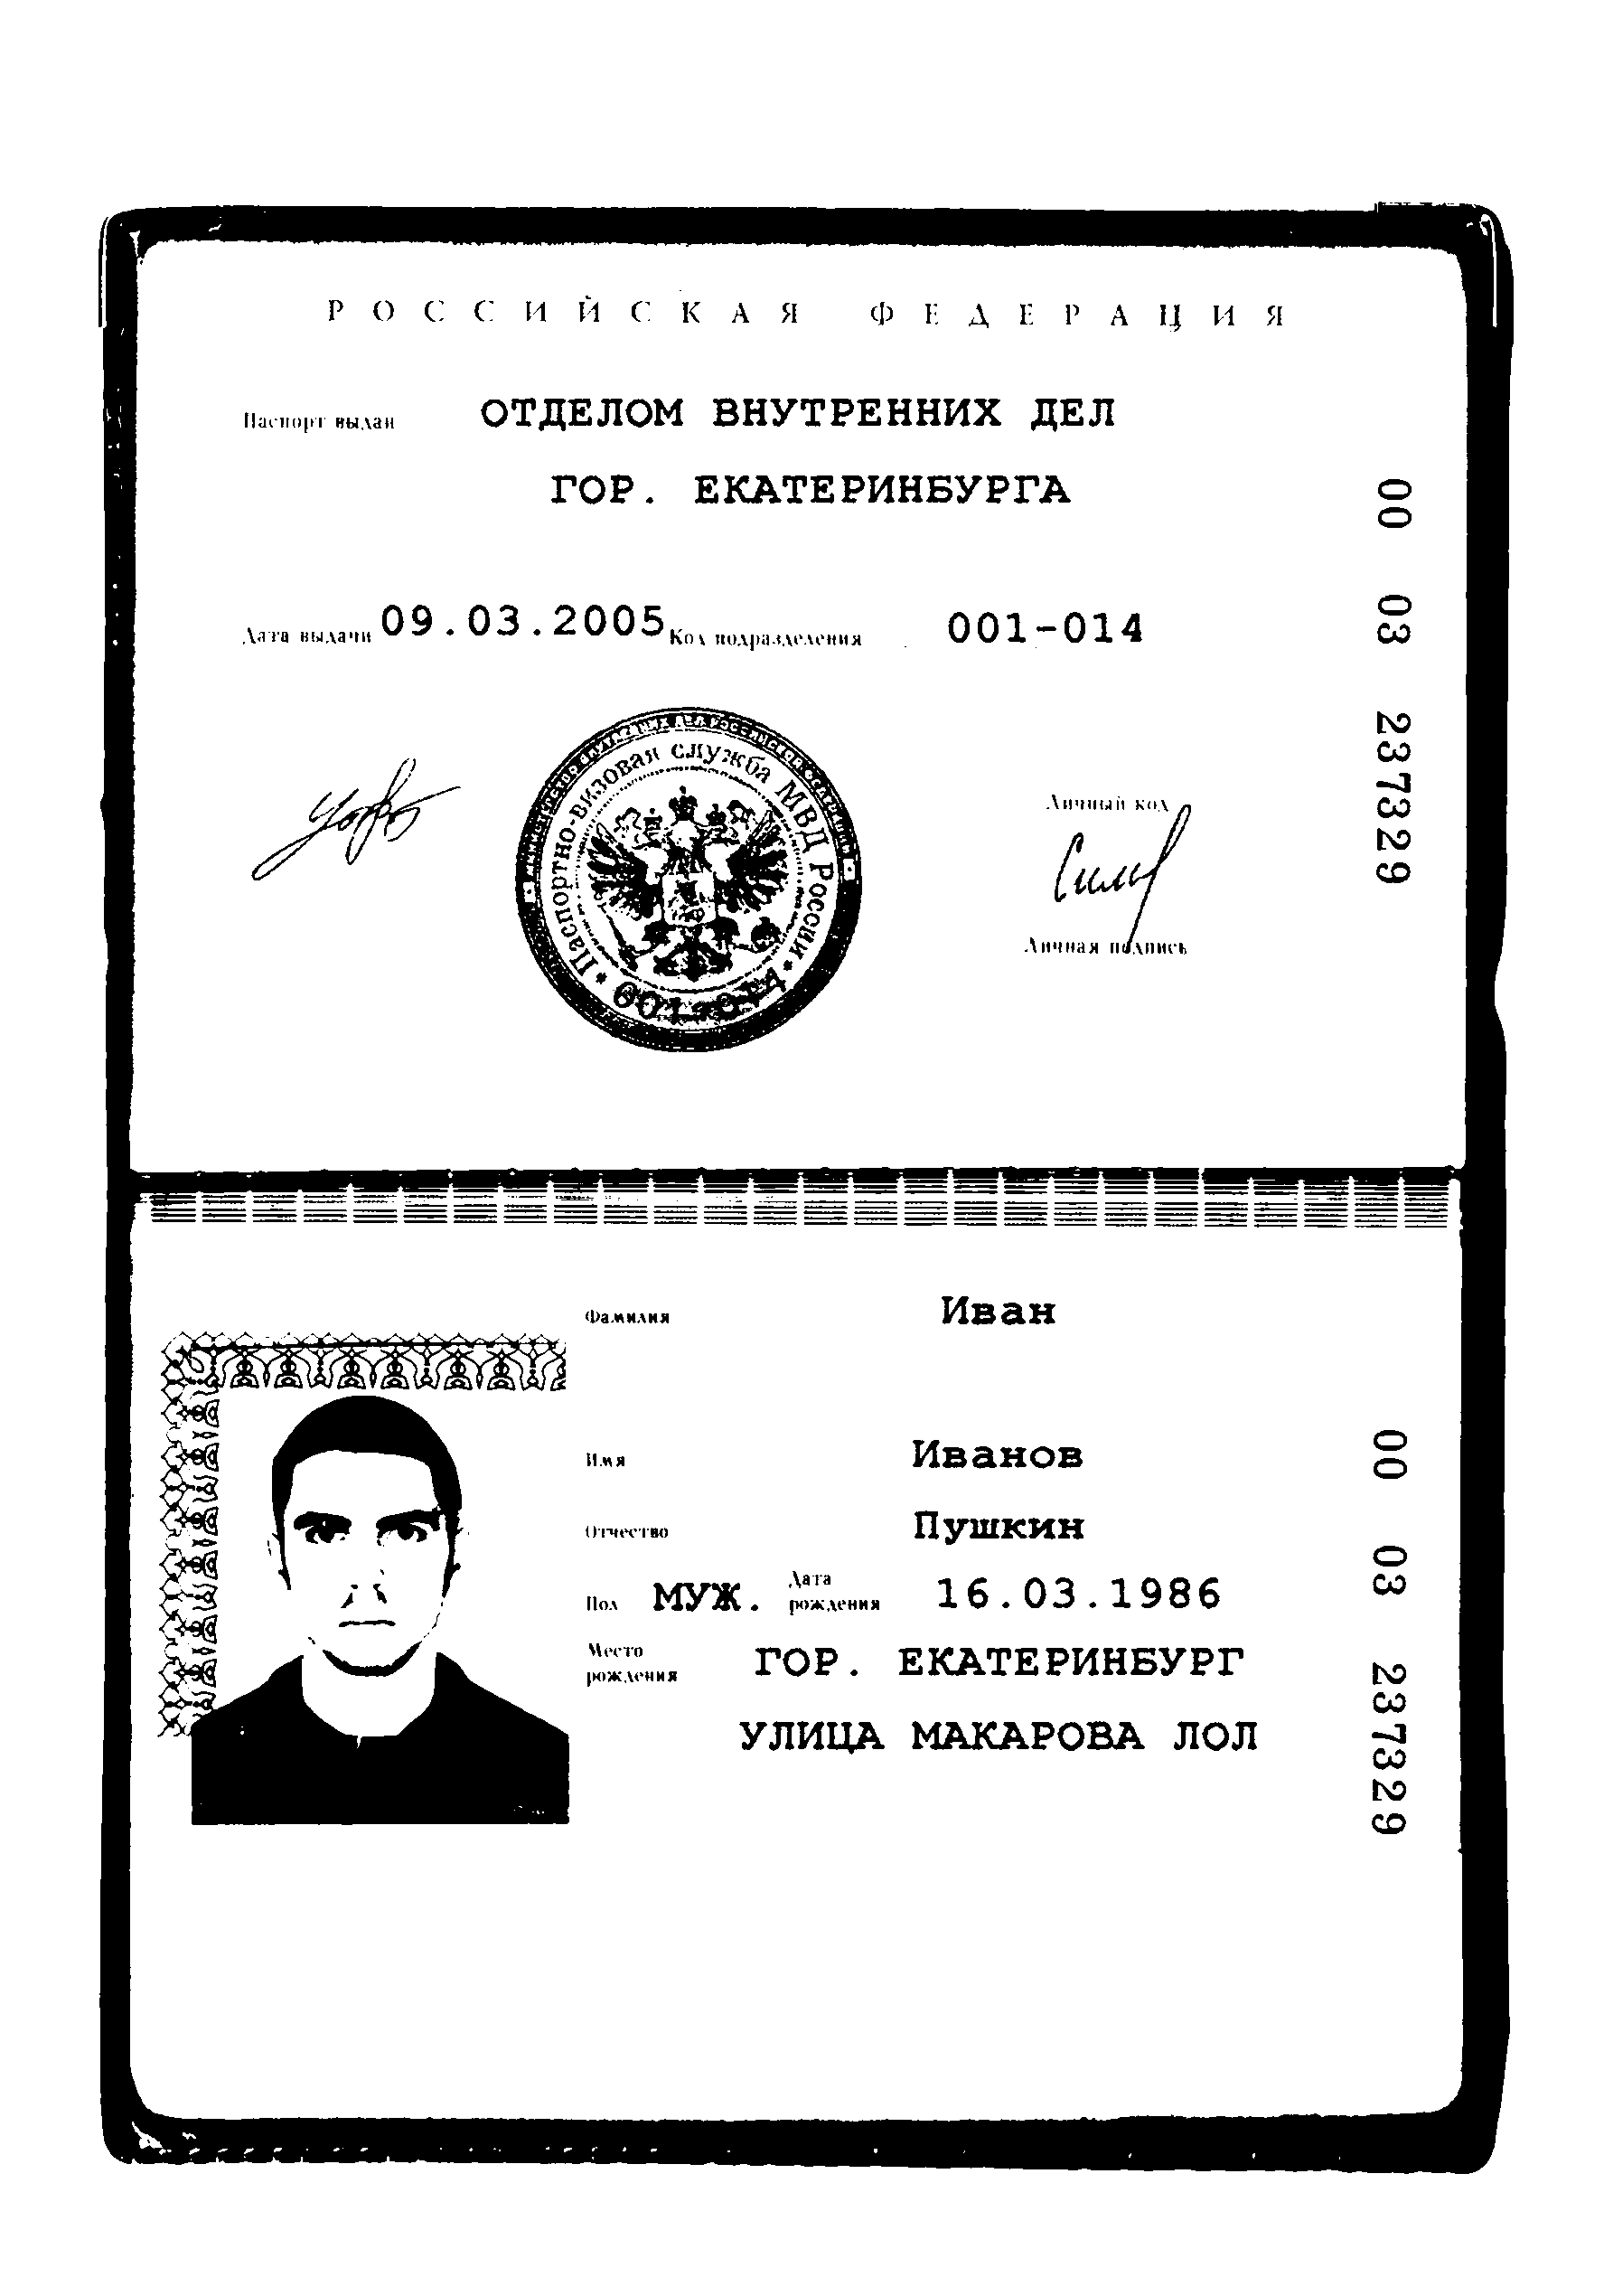 РОССИЙСКАЯ ФЕДЕРАЦИЯ
Паспорт выдан ОТДЕЛОМ ВНУТРЕННИХ ДЕЛ
ГОР. ЕКАТЕРИНБУРГА
Дата выдачи 09.03.2005 Код подразделения 001-014
00 03 237329
Паспортно-визовая служба МВД России
001-014
Личный код
Личная подпись
Фамилия Иван
Имя Иванов
Отчество Пушкин
Пол МУЖ. Дата рождения 16.03.1986
Место рождения ГОР. ЕКАТЕРИНБУРГ
УЛИЦА МАКАРОВА ЛОЛ
00 03 237329